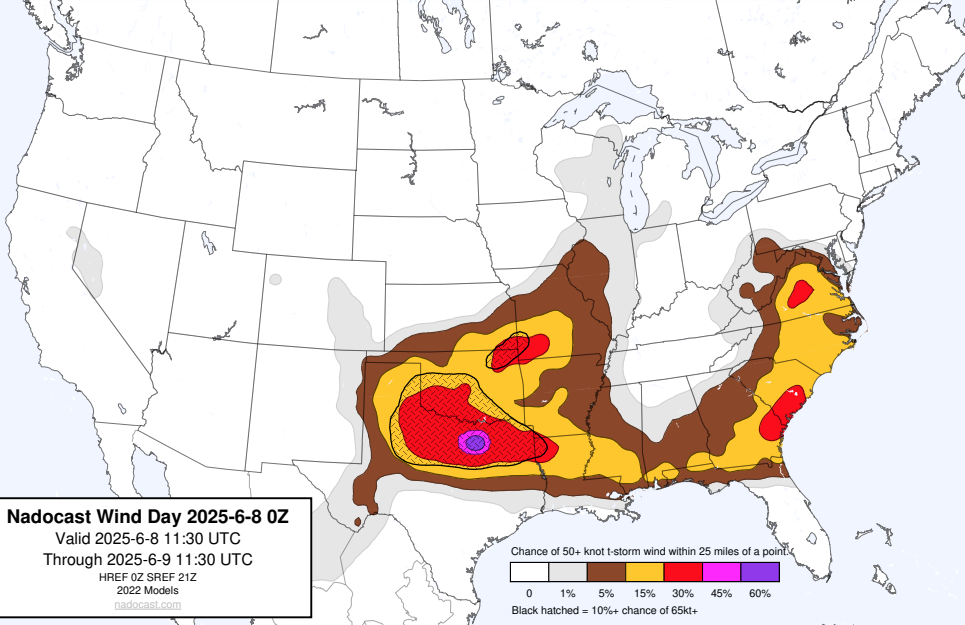 Nadocast Wind Day 2025-6-8 0Z
Valid 2025-6-8 11:30 UTC
Through 2025-6-9 11:30 UTC
HREF 0Z SREF 21Z
2022 Models
nadocast.com
Chance of 50+ knot t-storm wind within 25 miles of a point.
0 1% 5% 15% 30% 45% 60%
Black hatched = 10%+ chance of 65kt+